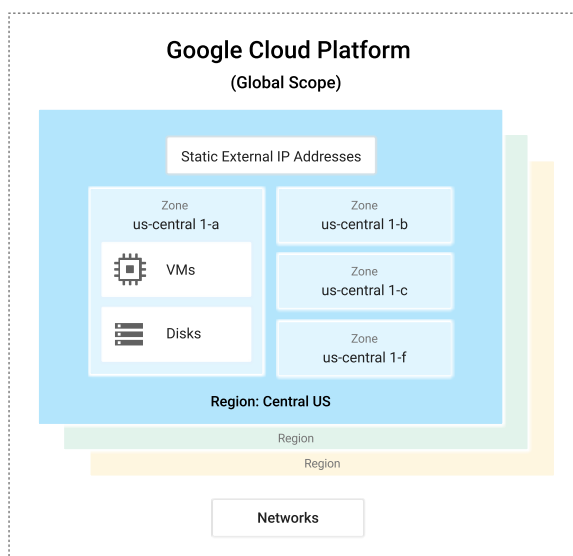 Google Cloud Platform
(Global Scope)
Static External IP Addresses
Zone
us-central 1-a
VMs
Disks
Zone
us-central 1-b
Zone
us-central 1-c
Zone
us-central 1-f
Region: Central US
Region
Region
Networks